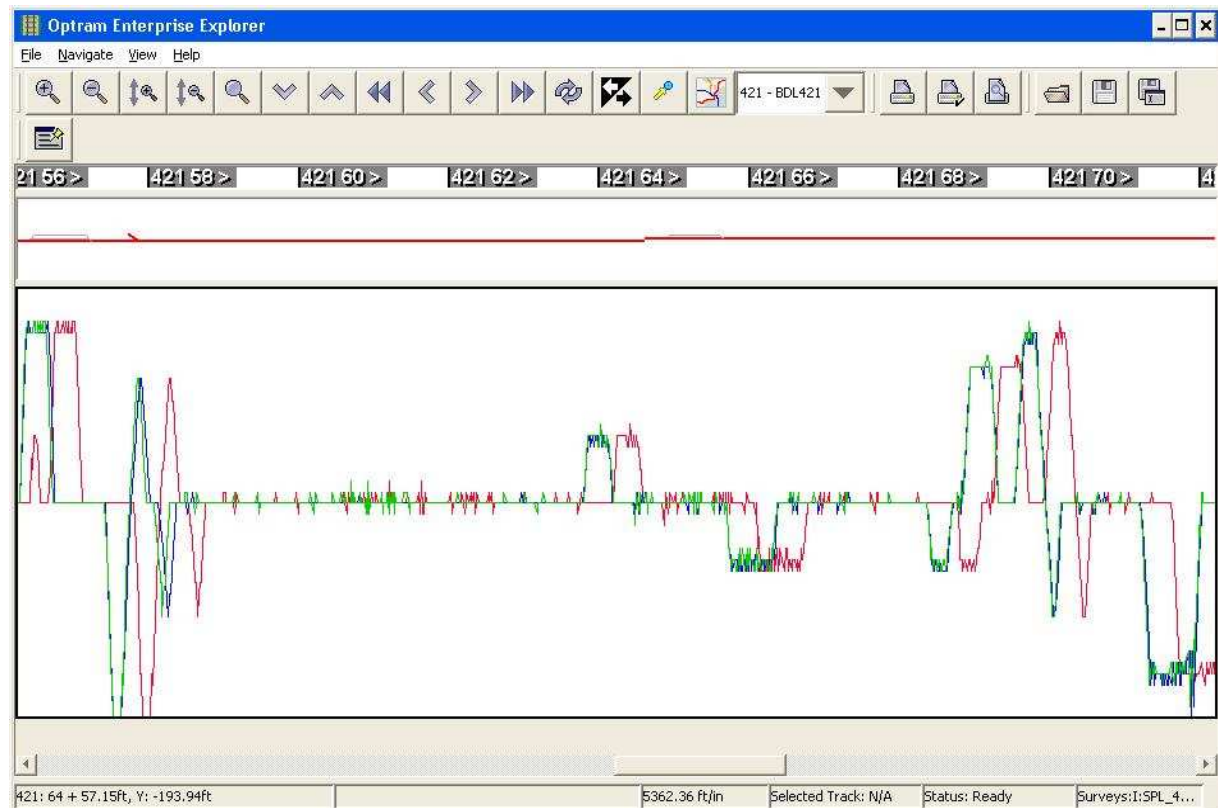 Optram Enterprise Explorer
File Navigate View Help
421 - BDL421
21 56 > 421 58 > 421 60 > 421 62 > 421 64 > 421 66 > 421 68 > 421 70 >
421: 64 + 57.15ft, Y: -193.94ft 5362.36 ft/in Selected Track: N/A Status: Ready Surveys:I:SPL_4...